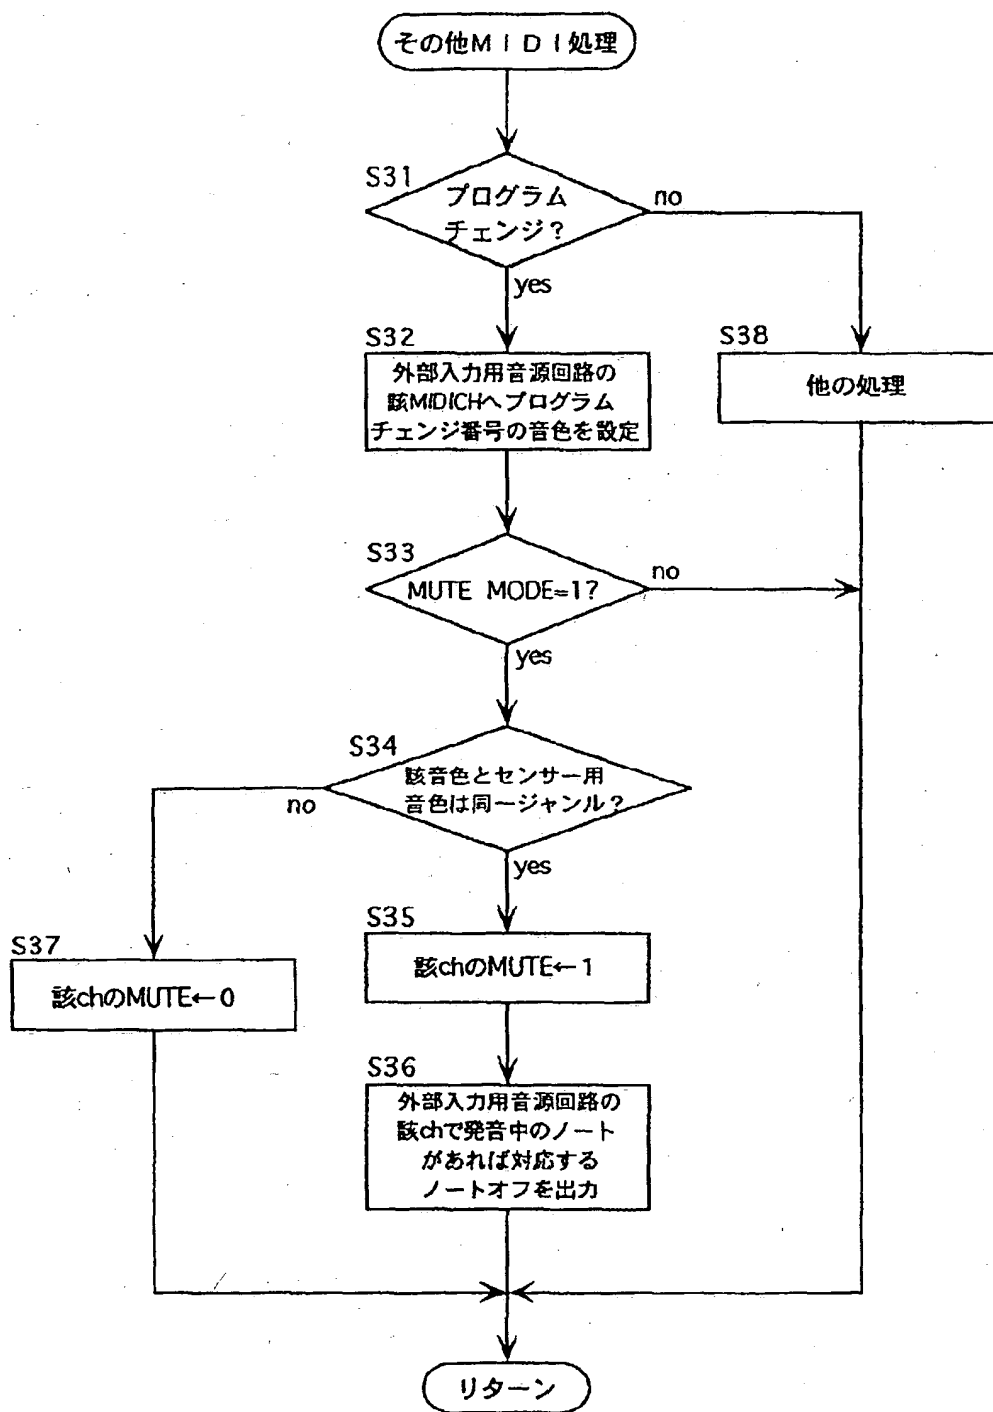 その他MIDI処理
S31
プログラム
チェンジ?
no
yes
S32
外部入力用音源回路の
該MIDICHへプログラム
チェンジ番号の音色を設定
S38
他の処理
S33
MUTE MODE=1?
no
yes
S34
該音色とセンサー用
音色は同一ジャンル?
no
yes
S35
該chのMUTE←1
S37
該chのMUTE←0
S36
外部入力用音源回路の
該chで発音中のノート
があれば対応する
ノートオフを出力
リターン